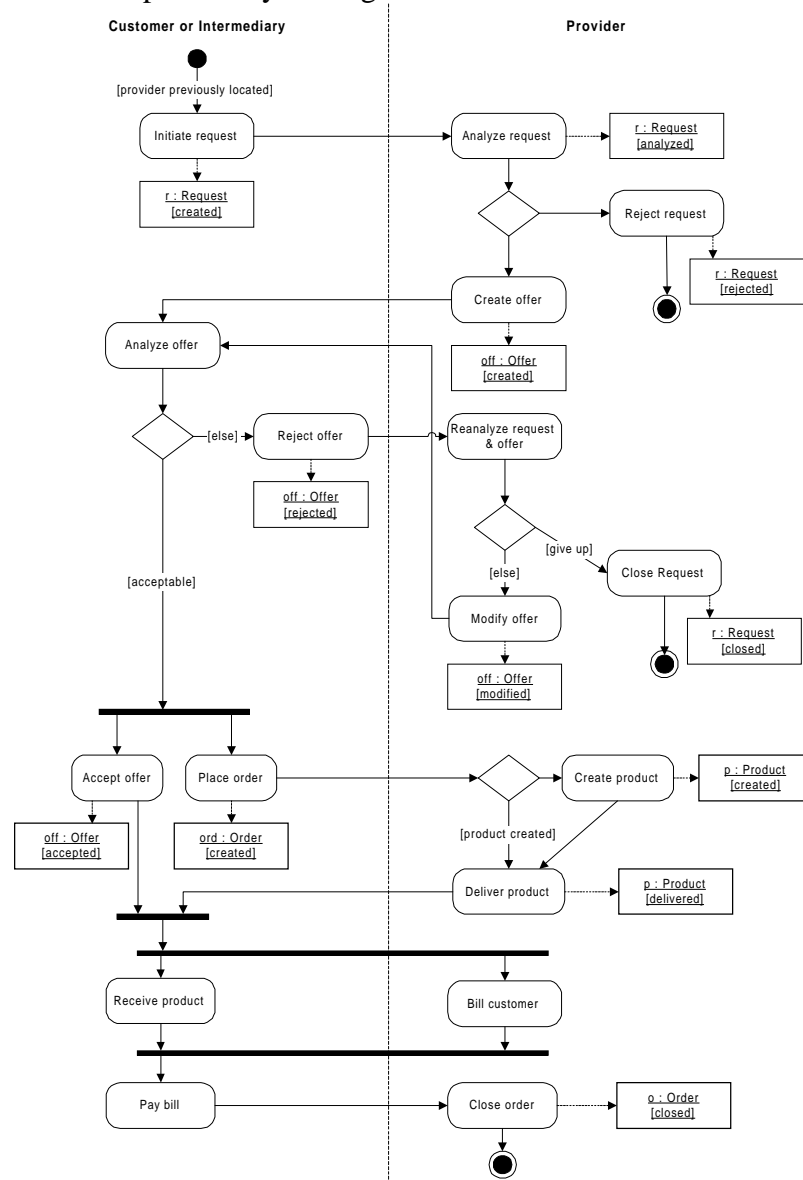 Customer or Intermediary
Provider
[provider previously located]
Initiate request
Analyze request
r : Request
[analyzed]
r : Request
[created]
Reject request
r : Request
[rejected]
Create offer
Analyze offer
off : Offer
[created]
[else]
Reject offer
Reanalyze request
& offer
off : Offer
[rejected]
[give up]
[else]
Close Request
[acceptable]
Modify offer
r : Request
[closed]
off : Offer
[modified]
Accept offer
Place order
Create product
p : Product
[created]
off : Offer
[accepted]
ord : Order
[created]
[product created]
Deliver product
p : Product
[delivered]
Receive product
Bill customer
Pay bill
Close order
o : Order
[closed]